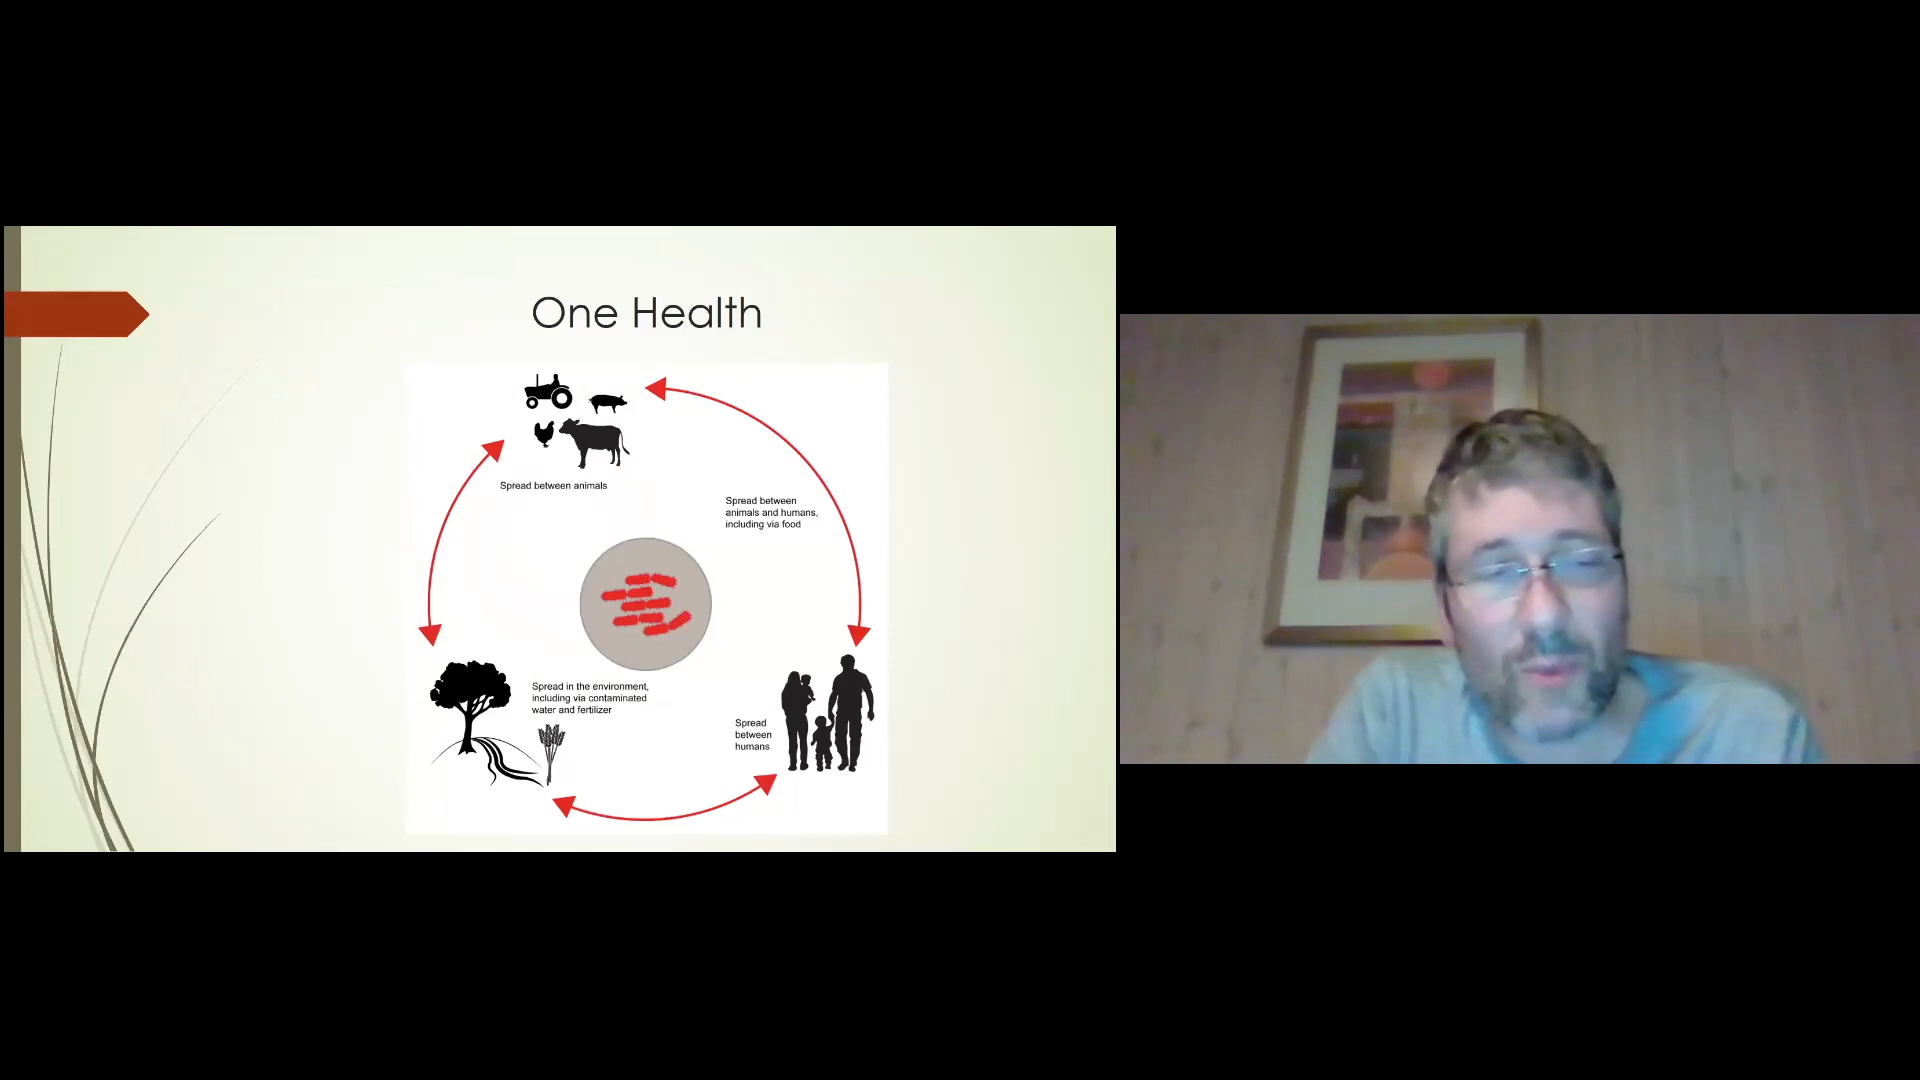 One Health
Spread between animals
Spread between
animals and humans,
including via food
Spread in the environment,
including via contaminated
water and fertilizer
Spread
between
humans